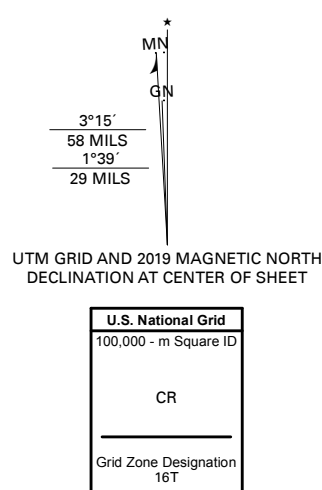 MN
GN
3°15´
58 MILS
1°39´
29 MILS
UTM GRID AND 2019 MAGNETIC NORTH
DECLINATION AT CENTER OF SHEET
U.S. National Grid
100,000 - m Square ID
CR
Grid Zone Designation
16T